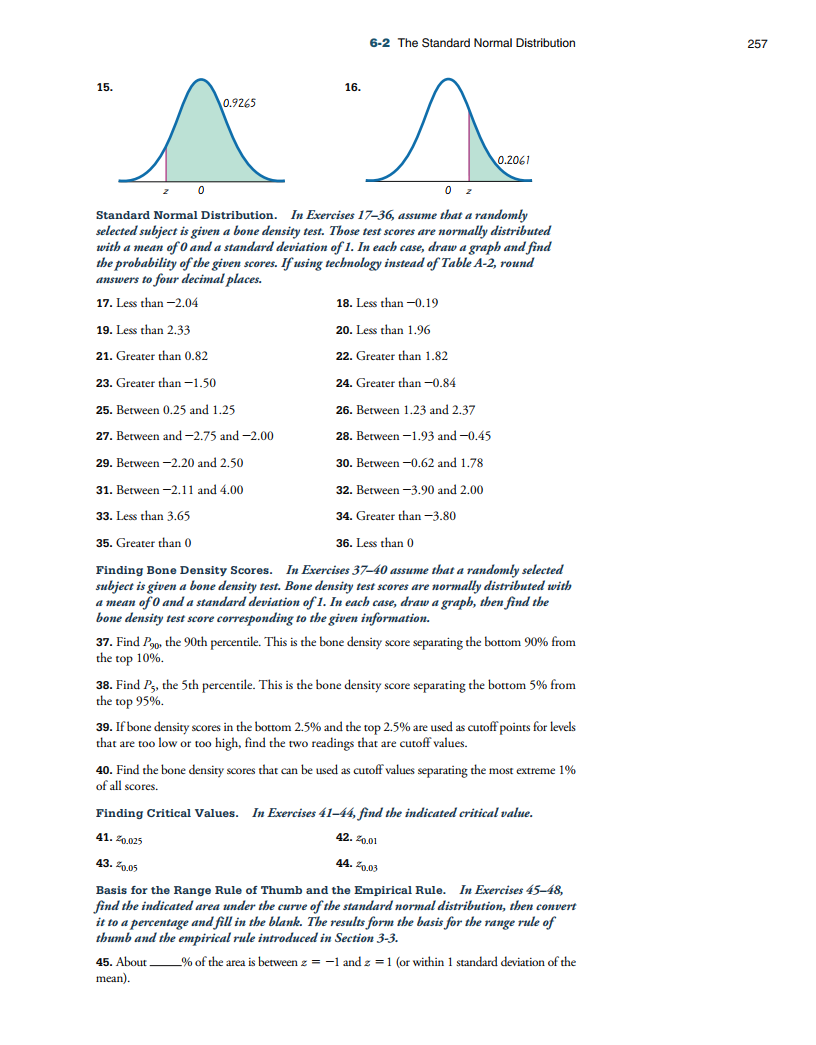 6-2 The Standard Normal Distribution 257
15. 16.
0.9265
0.2061
z 0 0 z
Standard Normal Distribution. In Exercises 17–36, assume that a randomly
selected subject is given a bone density test. Those test scores are normally distributed
with a mean of 0 and a standard deviation of 1. In each case, draw a graph and find
the probability of the given scores. If using technology instead of Table A-2, round
answers to four decimal places.
17. Less than −2.04 18. Less than −0.19
19. Less than 2.33 20. Less than 1.96
21. Greater than 0.82 22. Greater than 1.82
23. Greater than −1.50 24. Greater than −0.84
25. Between 0.25 and 1.25 26. Between 1.23 and 2.37
27. Between and −2.75 and −2.00 28. Between −1.93 and −0.45
29. Between −2.20 and 2.50 30. Between −0.62 and 1.78
31. Between −2.11 and 4.00 32. Between −3.90 and 2.00
33. Less than 3.65 34. Greater than −3.80
35. Greater than 0 36. Less than 0
Finding Bone Density Scores. In Exercises 37–40 assume that a randomly selected
subject is given a bone density test. Bone density test scores are normally distributed with
a mean of 0 and a standard deviation of 1. In each case, draw a graph, then find the
bone density test score corresponding to the given information.
37. Find P90, the 90th percentile. This is the bone density score separating the bottom 90% from
the top 10%.
38. Find P5, the 5th percentile. This is the bone density score separating the bottom 5% from
the top 95%.
39. If bone density scores in the bottom 2.5% and the top 2.5% are used as cutoff points for levels
that are too low or too high, find the two readings that are cutoff values.
40. Find the bone density scores that can be used as cutoff values separating the most extreme 1%
of all scores.
Finding Critical Values. In Exercises 41–44, find the indicated critical value.
41. z0.025 42. z0.01
43. z0.05 44. z0.03
Basis for the Range Rule of Thumb and the Empirical Rule. In Exercises 45–48,
find the indicated area under the curve of the standard normal distribution, then convert
it to a percentage and fill in the blank. The results form the basis for the range rule of
thumb and the empirical rule introduced in Section 3-3.
45. About _____% of the area is between z = −1 and z = 1 (or within 1 standard deviation of the
mean).